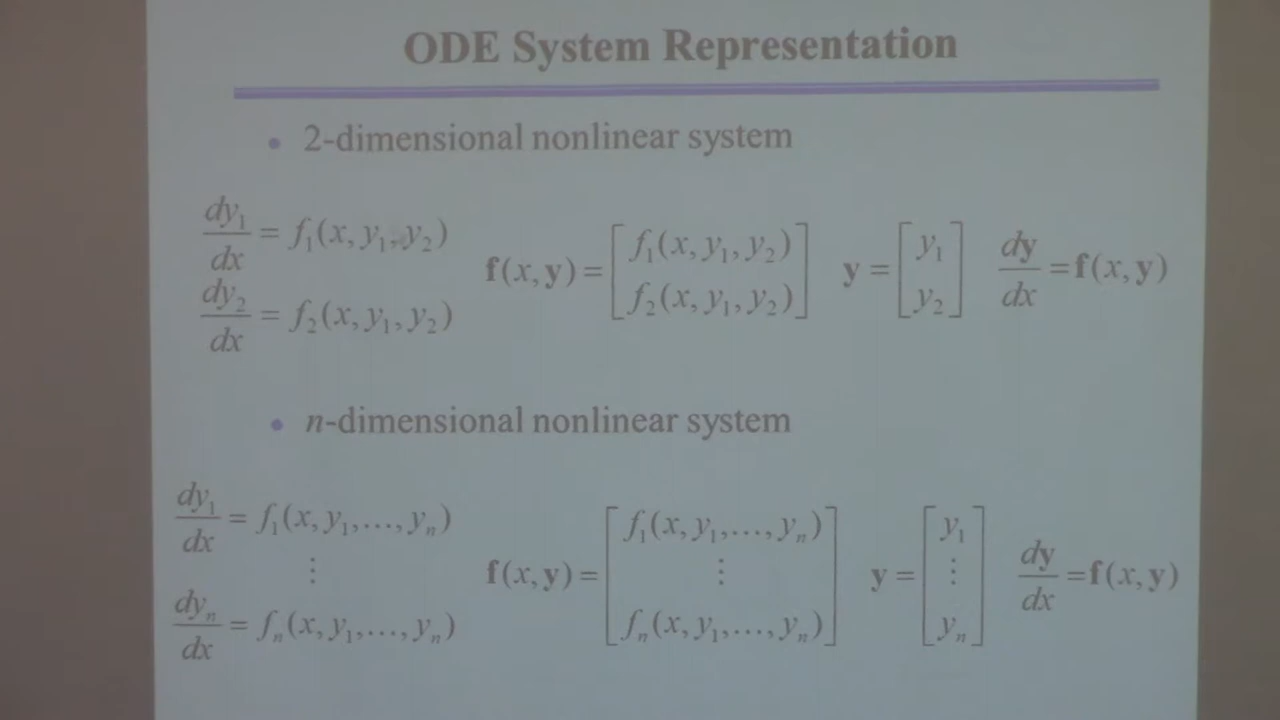 ODE System Representation
• 2-dimensional nonlinear system
dy₁/dx = f₁(x, y₁, y₂)
dy₂/dx = f₂(x, y₁, y₂)
f(x, y) = [f₁(x, y₁, y₂) f₂(x, y₁, y₂)]
y = [y₁ y₂]
dy/dx = f(x, y)
• n-dimensional nonlinear system
dy₁/dx = f₁(x, y₁, …, yₙ)
⋮
dyₙ/dx = fₙ(x, y₁, …, yₙ)
f(x, y) = [f₁(x, y₁, …, yₙ) ⋮ fₙ(x, y₁, …, yₙ)]
y = [y₁ ⋮ yₙ]
dy/dx = f(x, y)